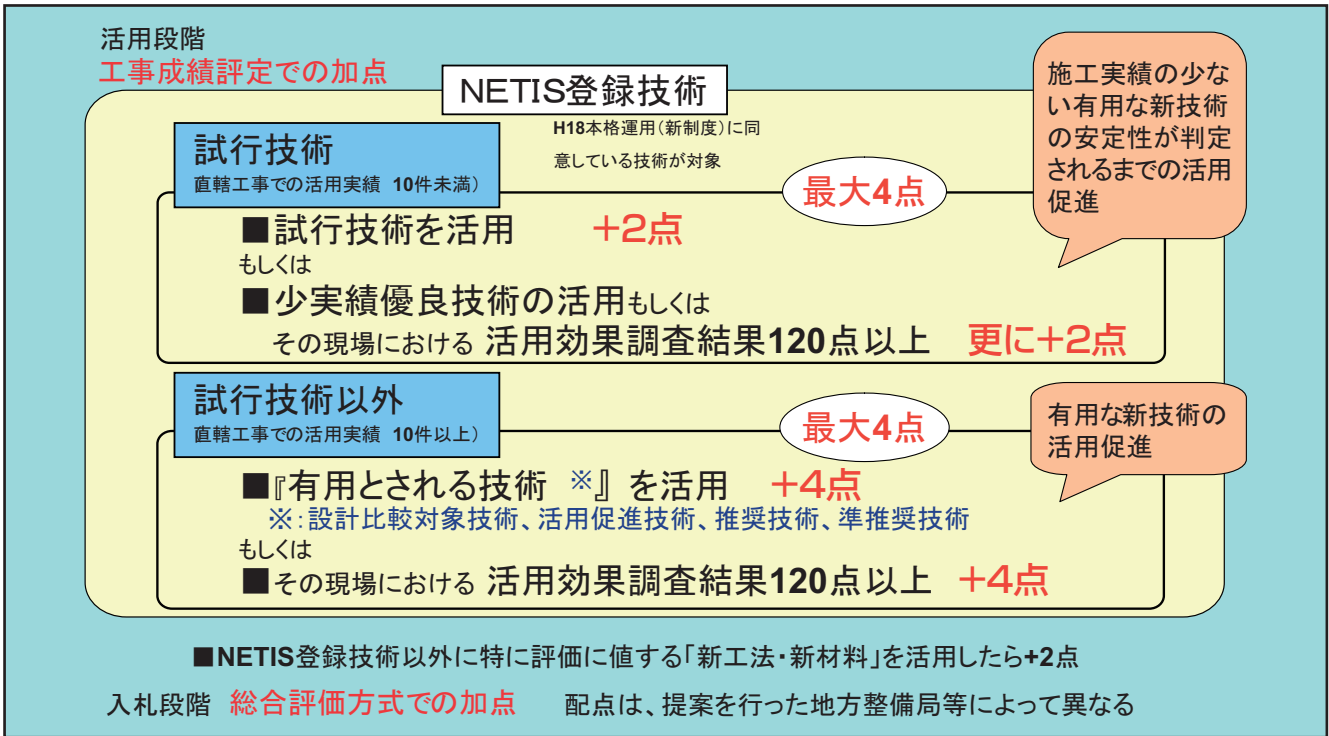 活用段階
工事成績評定での加点
NETIS登録技術
H18本格運用(新制度)に同
意している技術が対象
施工実績の少な
い有用な新技術
の安定性が判定
されるまでの活用
促進
試行技術
直轄工事での活用実績 10件未満)
最大4点
■試行技術を活用 +2点
もしくは
■少実績優良技術の活用もしくは
その現場における 活用効果調査結果120点以上 更に+2点
試行技術以外
直轄工事での活用実績 10件以上)
最大4点
有用な新技術の
活用促進
■『有用とされる技術 ※』を活用 +4点
※:設計比較対象技術、活用促進技術、推奨技術、準推奨技術
もしくは
■その現場における 活用効果調査結果120点以上 +4点
■NETIS登録技術以外に特に評価に値する「新工法・新材料」を活用したら+2点
入札段階 総合評価方式での加点 配点は、提案を行った地方整備局等によって異なる